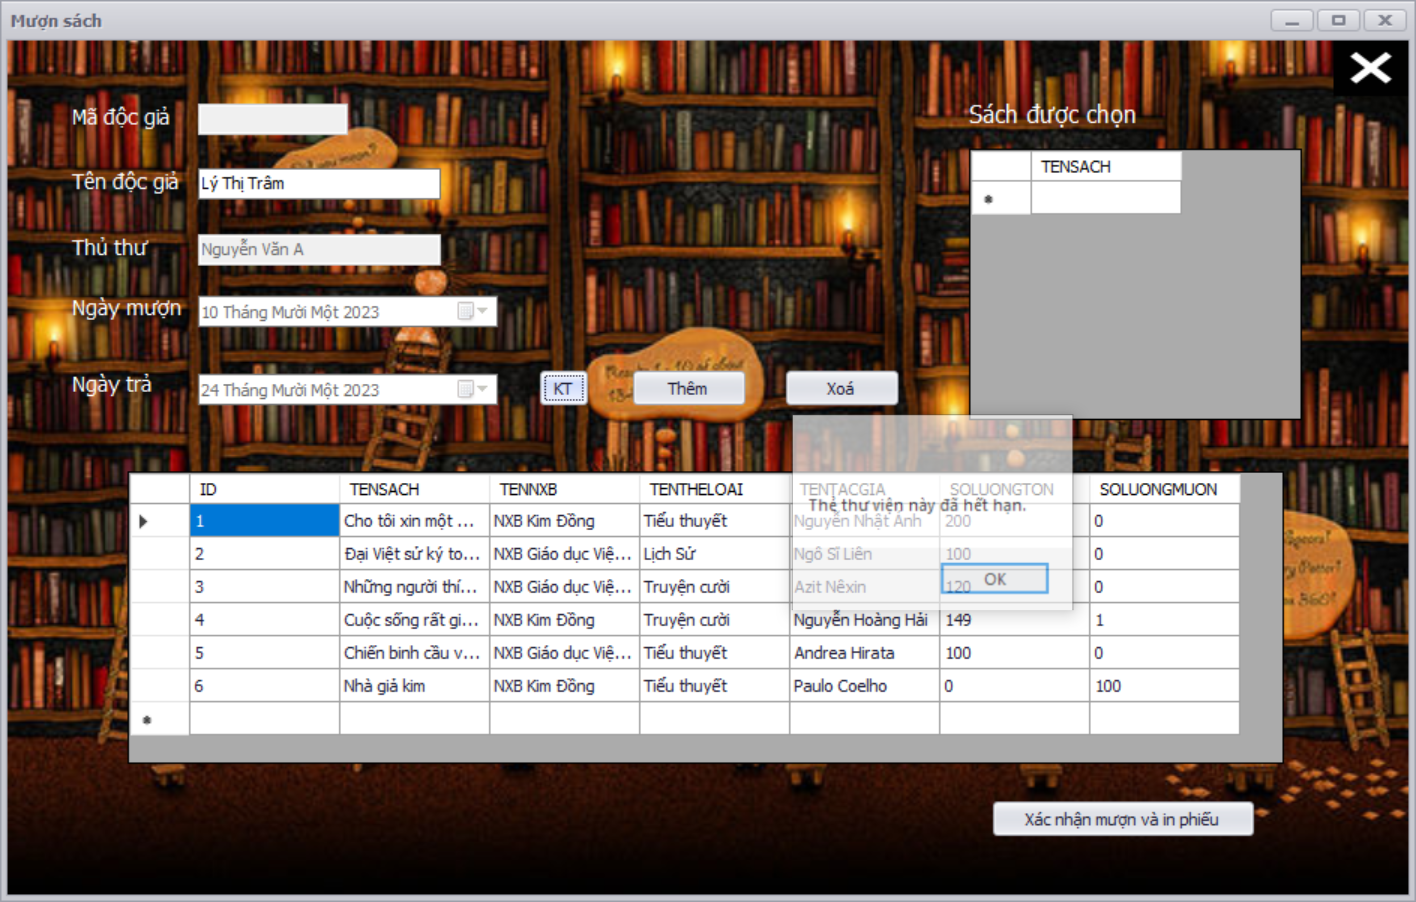 Mượn sách
Mã độc giả
Sách được chọn
TENSACH
Tên độc giả
Lý Thị Trâm
Thủ thư
Nguyễn Văn A
Ngày mượn
10 Tháng Mười Một 2023
Ngày trả
24 Tháng Mười Một 2023
KT
Thêm
Xoá
ID TENSACH TENNXB TENTHELOAI TENTACGIA SOLUONGTON SOLUONGMUON
Thẻ thư viện này đã hết hạn.
OK
1 Cho tôi xin một ... NXB Kim Đồng Tiểu thuyết Nguyễn Nhật Ánh 200 0
2 Đại Việt sử ký to... NXB Giáo dục Việ... Lịch Sử Ngô Sĩ Liên 100 0
3 Những người thí... NXB Giáo dục Việ... Truyện cười Azit Nêxin 120 0
4 Cuộc sống rất gi... NXB Kim Đồng Truyện cười Nguyễn Hoàng Hải 149 1
5 Chiến binh cầu v... NXB Giáo dục Việ... Tiểu thuyết Andrea Hirata 100 0
6 Nhà giả kim NXB Kim Đồng Tiểu thuyết Paulo Coelho 0 100
Xác nhận mượn và in phiếu